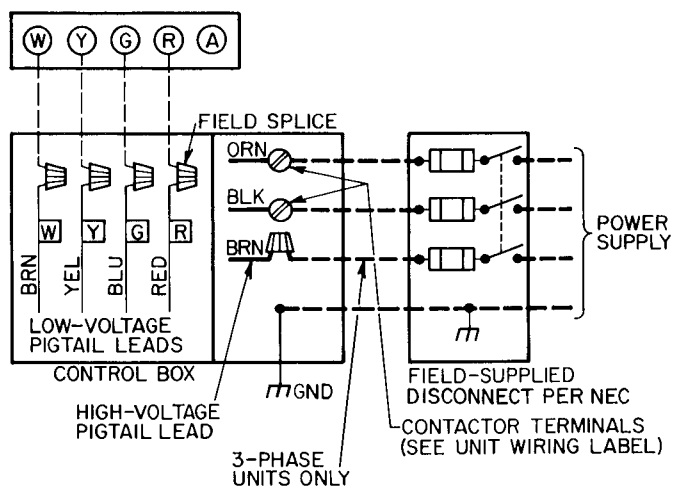 W Y G R A
FIELD SPLICE
ORN
BLK
BRN
W Y G R
BRN YEL BLU RED
LOW-VOLTAGE
PIGTAIL LEADS
CONTROL BOX
HIGH-VOLTAGE
PIGTAIL LEAD
GND
3-PHASE
UNITS ONLY
POWER
SUPPLY
FIELD-SUPPLIED
DISCONNECT PER NEC
CONTACTOR TERMINALS
(SEE UNIT WIRING LABEL)